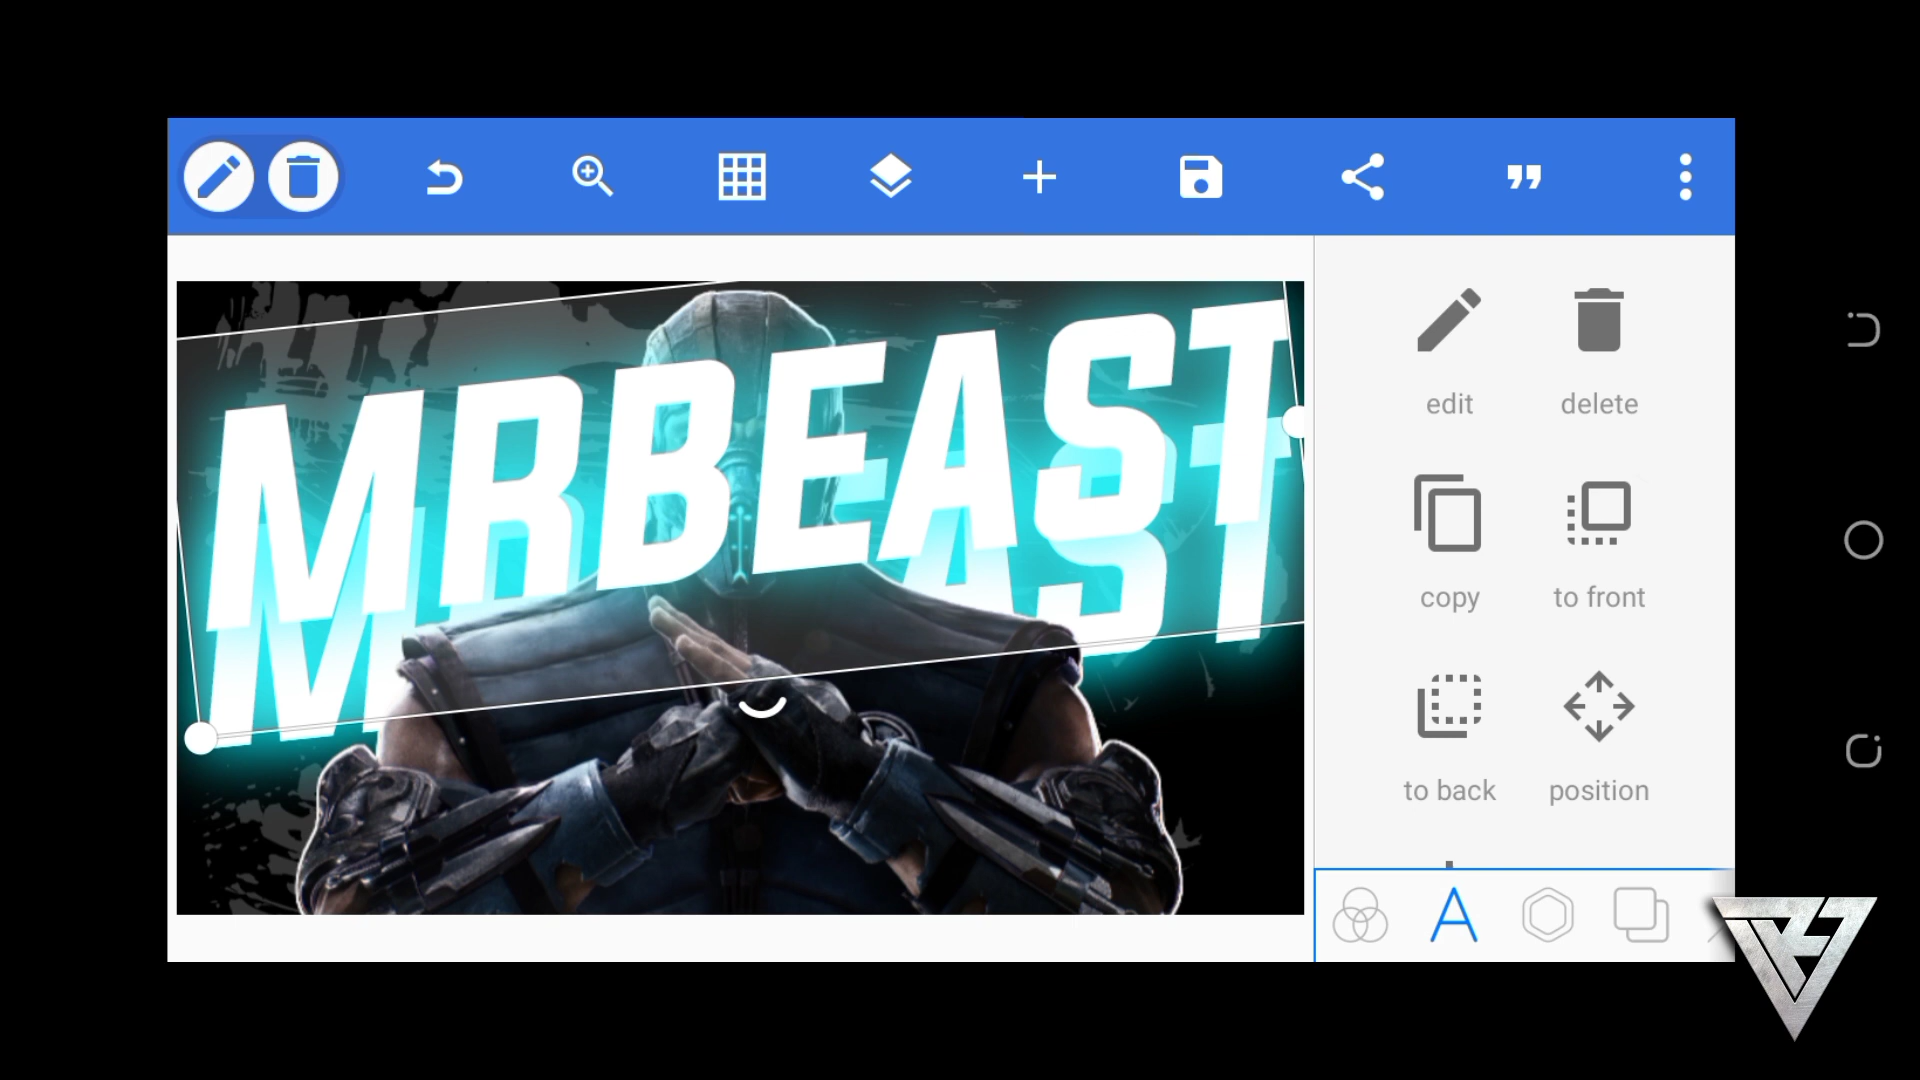 MRBEAST
MRBEAST
edit
delete
copy
to front
to back
position
A